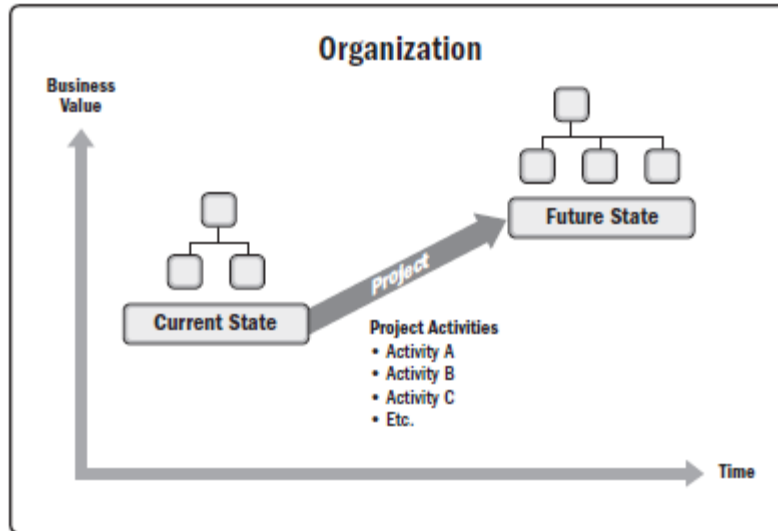 Organization
Business
Value
Future State
Project
Current State
Project Activities
• Activity A
• Activity B
• Activity C
• Etc.
Time